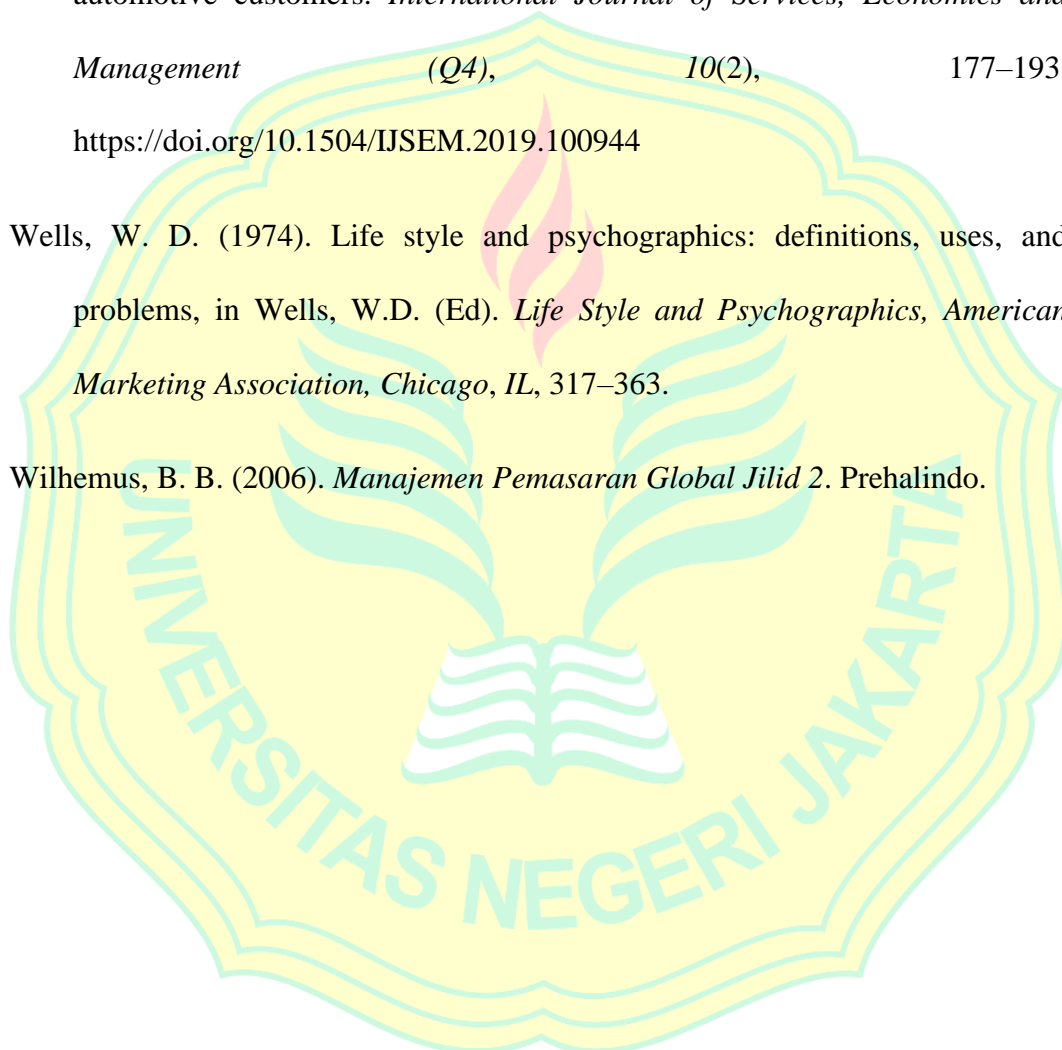 automotive customers. International Journal of Services, Economics and
Management (Q4), 10(2), 177–193
https://doi.org/10.1504/IJSEM.2019.100944
Wells, W. D. (1974). Life style and psychographics: definitions, uses, and
problems, in Wells, W.D. (Ed). Life Style and Psychographics, American
Marketing Association, Chicago, IL, 317–363.
Wilhemus, B. B. (2006). Manajemen Pemasaran Global Jilid 2. Prehalindo.
UNIVERSITAS NEGERI JAKARTA